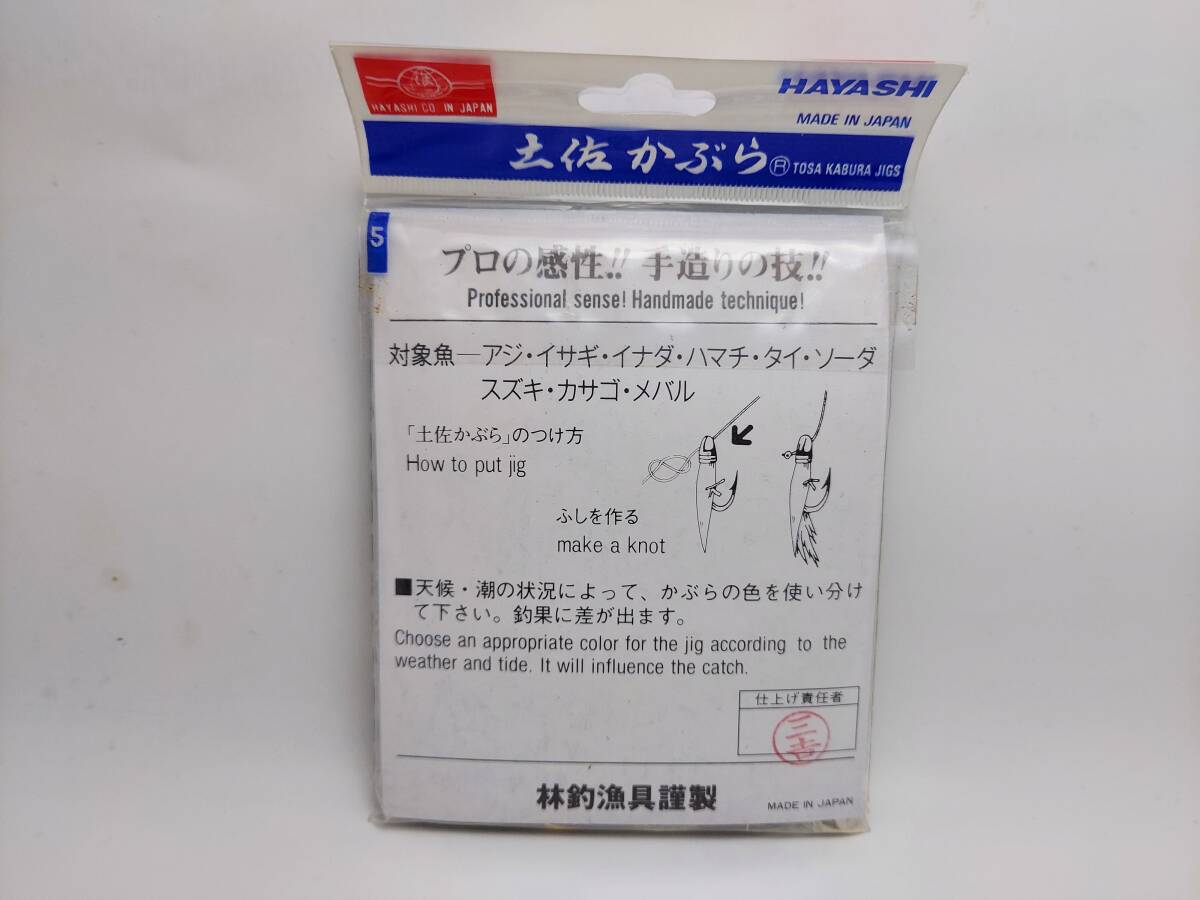 HAYASHI CO. IN JAPAN
HAYASHI
MADE IN JAPAN
土佐かぶら Ⓡ TOSA KABURA JIGS
5
プロの感性!! 手造りの技!!
Professional sense! Handmade technique!
対象魚―アジ・イサギ・イナダ・ハマチ・タイ・ソーダ
スズキ・カサゴ・メバル
「土佐かぶら」のつけ方
How to put jig
ふしを作る
make a knot
■天候・潮の状況によって、かぶらの色を使い分け
て下さい。釣果に差が出ます。
Choose an appropriate color for the jig according to the
weather and tide. It will influence the catch.
仕上げ責任者
三吉
林釣漁具謹製
MADE IN JAPAN